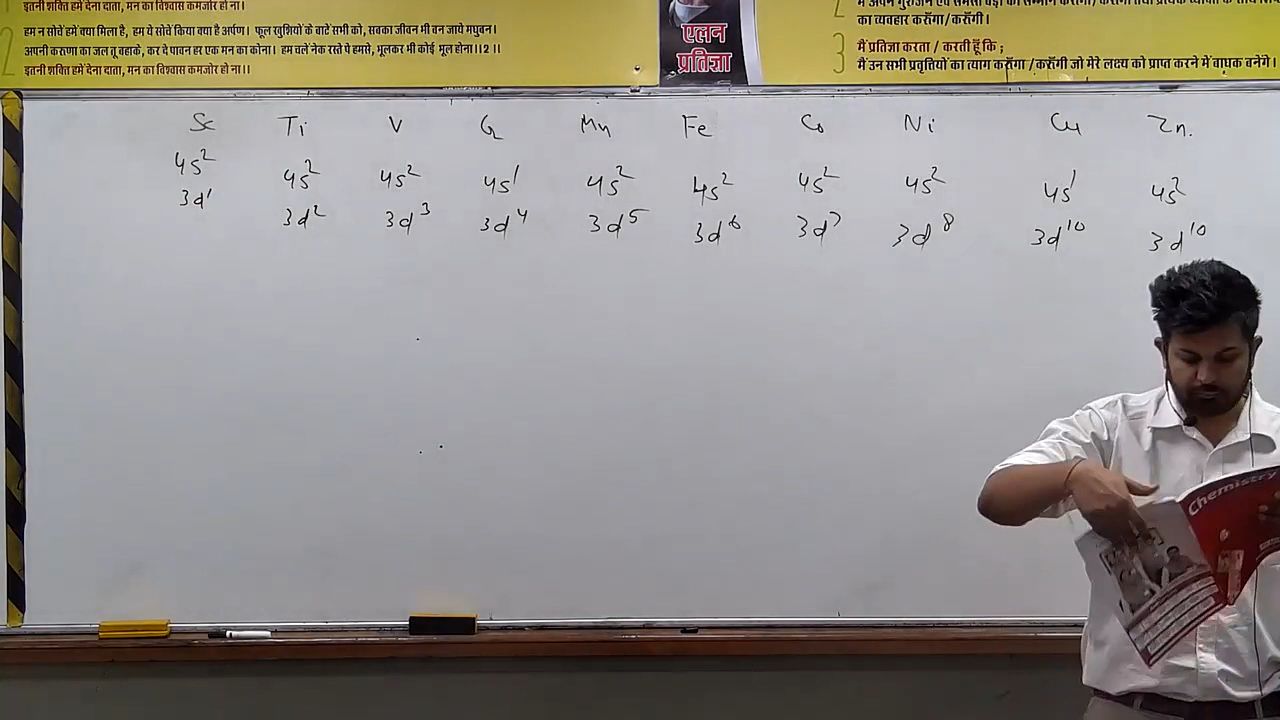 इतनी शक्ति हमें देना दाता, मन का विश्वास कमजोर हो ना।
हम न सोचें हमें क्या मिला है, हम ये सोचें किया क्या है अर्पण। फूल खुशियों के बाटें सभी को, सबका जीवन भी बन जाये मधुबन।
2 अपनी करुणा का जल तू बहाके, कर दे पावन हर एक मन का कोना। हम चलें नेक रस्ते पे हमसे, भूलकर भी कोई भूल होना।।2।।
इतनी शक्ति हमें देना दाता, मन का विश्वास कमजोर हो ना।।
एलन
प्रतिज्ञा
2
का व्यवहार करूँगा/करूँगी।
3 मैं प्रतिज्ञा करता / करती हूँ कि ;
मैं उन सभी प्रवृत्तियों का त्याग करूँगा /करूँगी जो मेरे लक्ष्य को प्राप्त करने में बाधक बनेंगे।
Sc Ti V Cr Mn Fe Co Ni Cu Zn.
4s² 4s² 4s² 4s¹ 4s² 4s² 4s² 4s² 4s¹ 4s²
3d¹ 3d² 3d³ 3d⁴ 3d⁵ 3d⁶ 3d⁷ 3d⁸ 3d¹⁰ 3d¹⁰
Chemistry